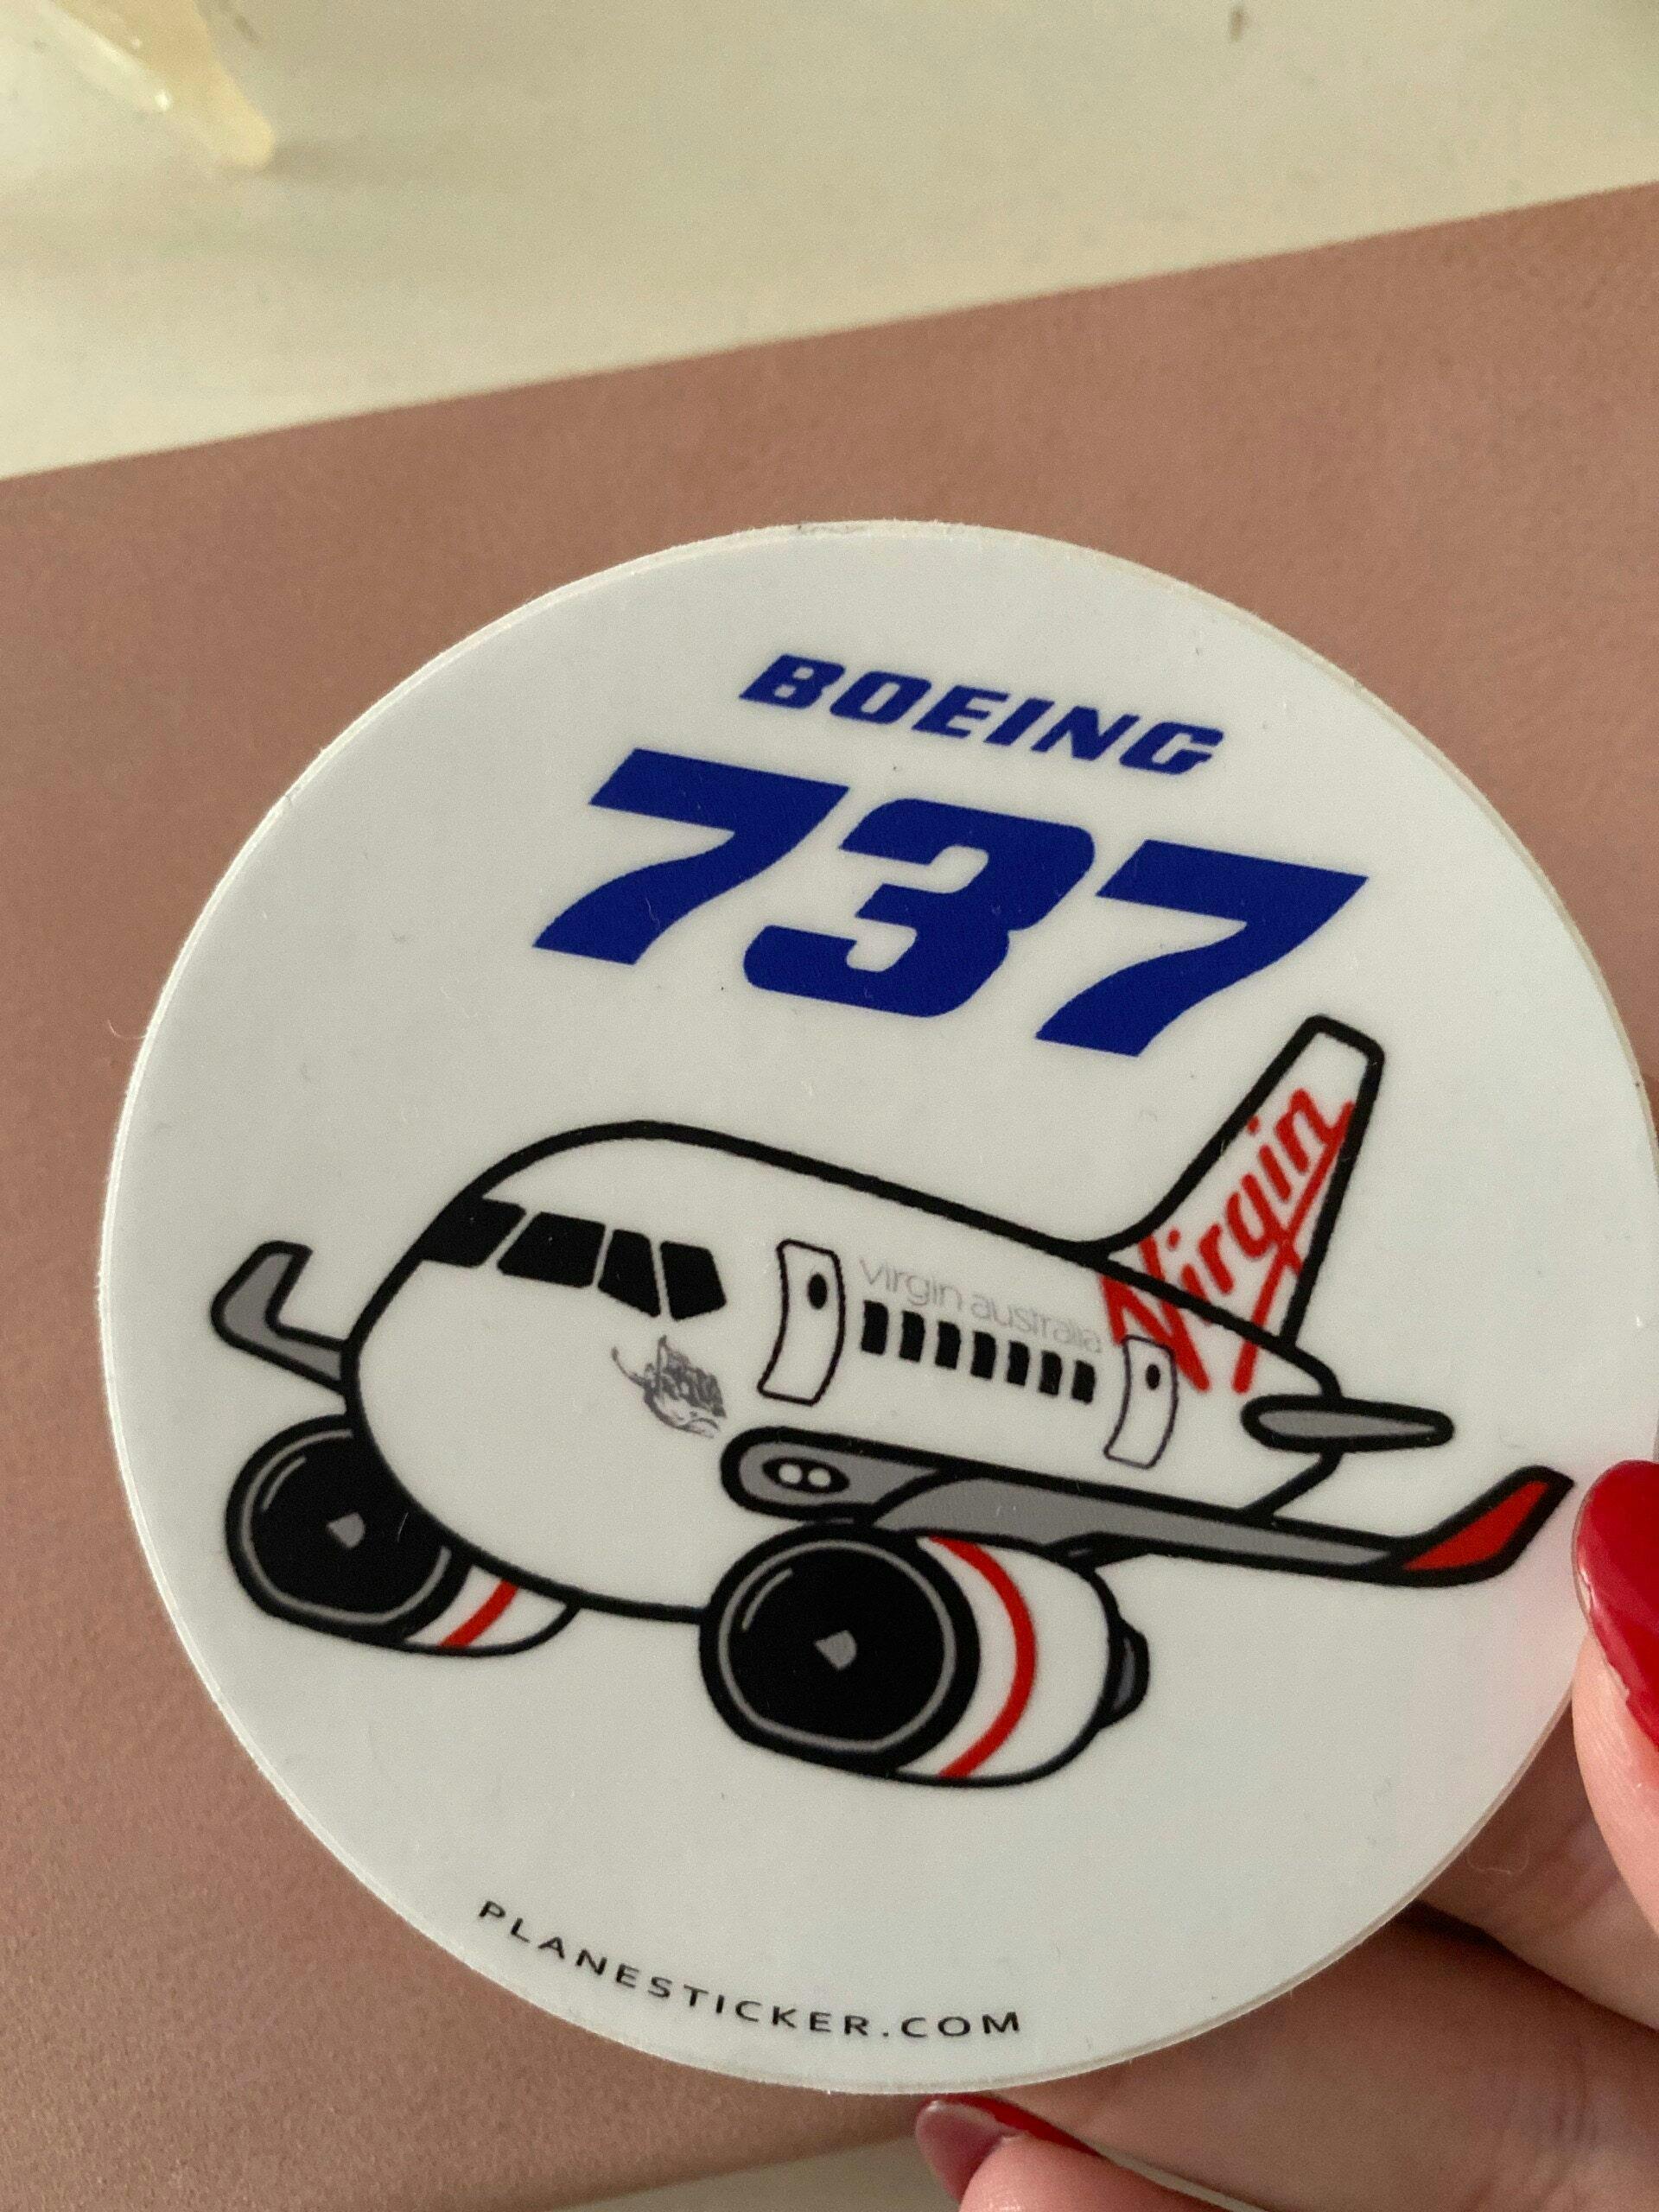 BOEING
737
Virgin
virgin australia
PLANESTICKER.COM